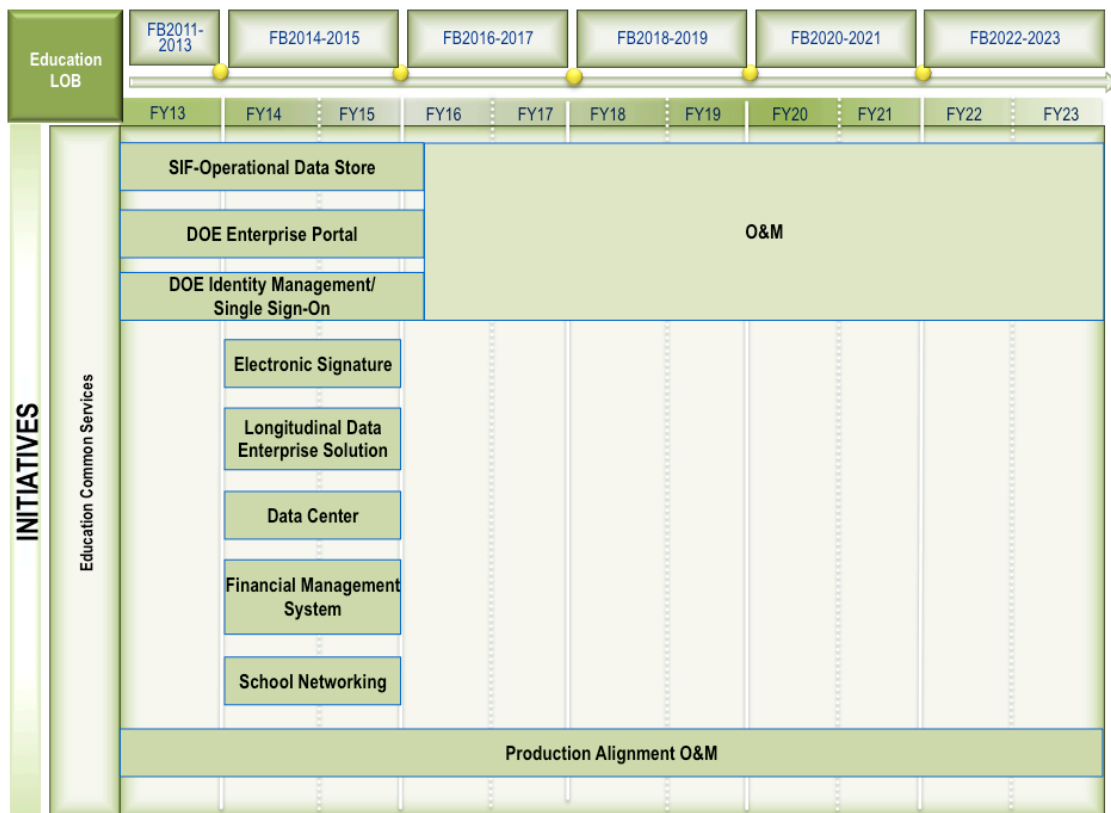 Education
LOB
FB2011-
2013
FB2014-2015
FB2016-2017
FB2018-2019
FB2020-2021
FB2022-2023
FY13
FY14
FY15
FY16
FY17
FY18
FY19
FY20
FY21
FY22
FY23
INITIATIVES
Education Common Services
SIF-Operational Data Store
DOE Enterprise Portal
O&M
DOE Identity Management/
Single Sign-On
Electronic Signature
Longitudinal Data
Enterprise Solution
Data Center
Financial Management
System
School Networking
Production Alignment O&M